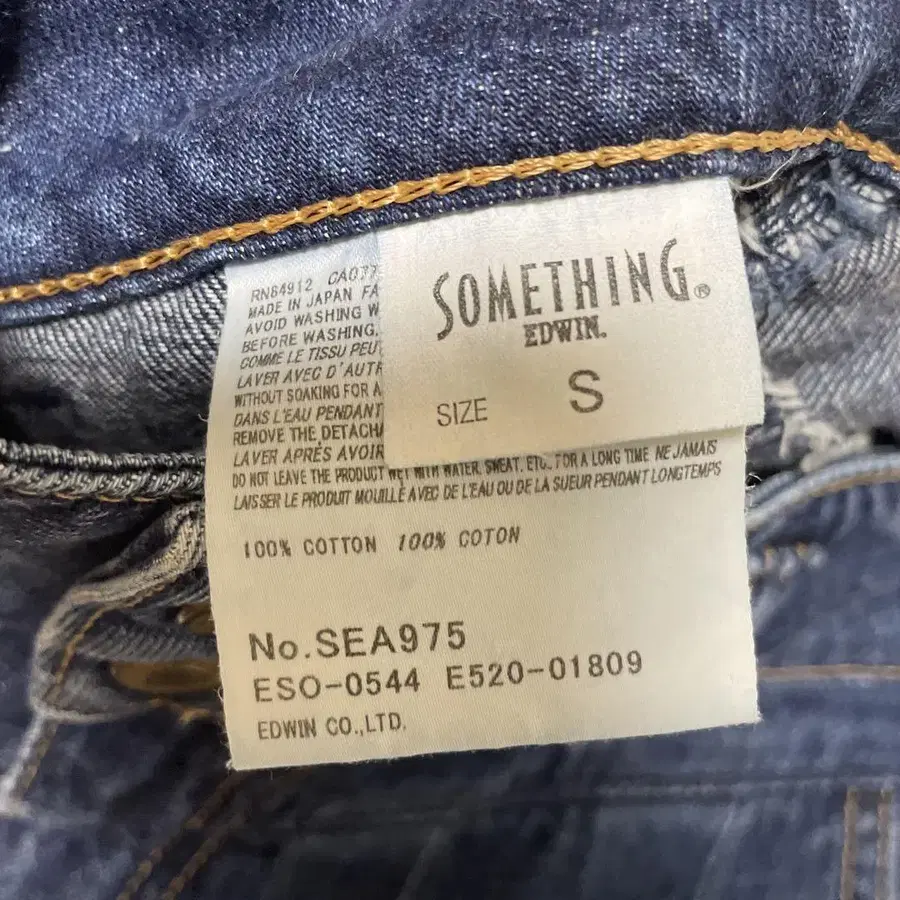 SOMETHING®
EDWIN.
SIZE S
RN64912 CA077
MADE IN JAPAN FA
AVOID WASHING W
BEFORE WASHING.
COMME LE TISSU PEU
LAVER AVEC D'AUTR
WITHOUT SOAKING FOR A
DANS L'EAU PENDANT
REMOVE THE DETACHA
LAVER APRÈS AVOIR
DO NOT LEAVE THE PRODUCT WET WITH WATER, SWEAT, ETC. FOR A LONG TIME NE JAMAIS
LAISSER LE PRODUIT MOUILLÉ AVEC DE L'EAU OU DE LA SUEUR PENDANT LONGTEMPS
100% COTTON 100% COTON
No.SEA975
ESO-0544 E520-01809
EDWIN CO.,LTD.